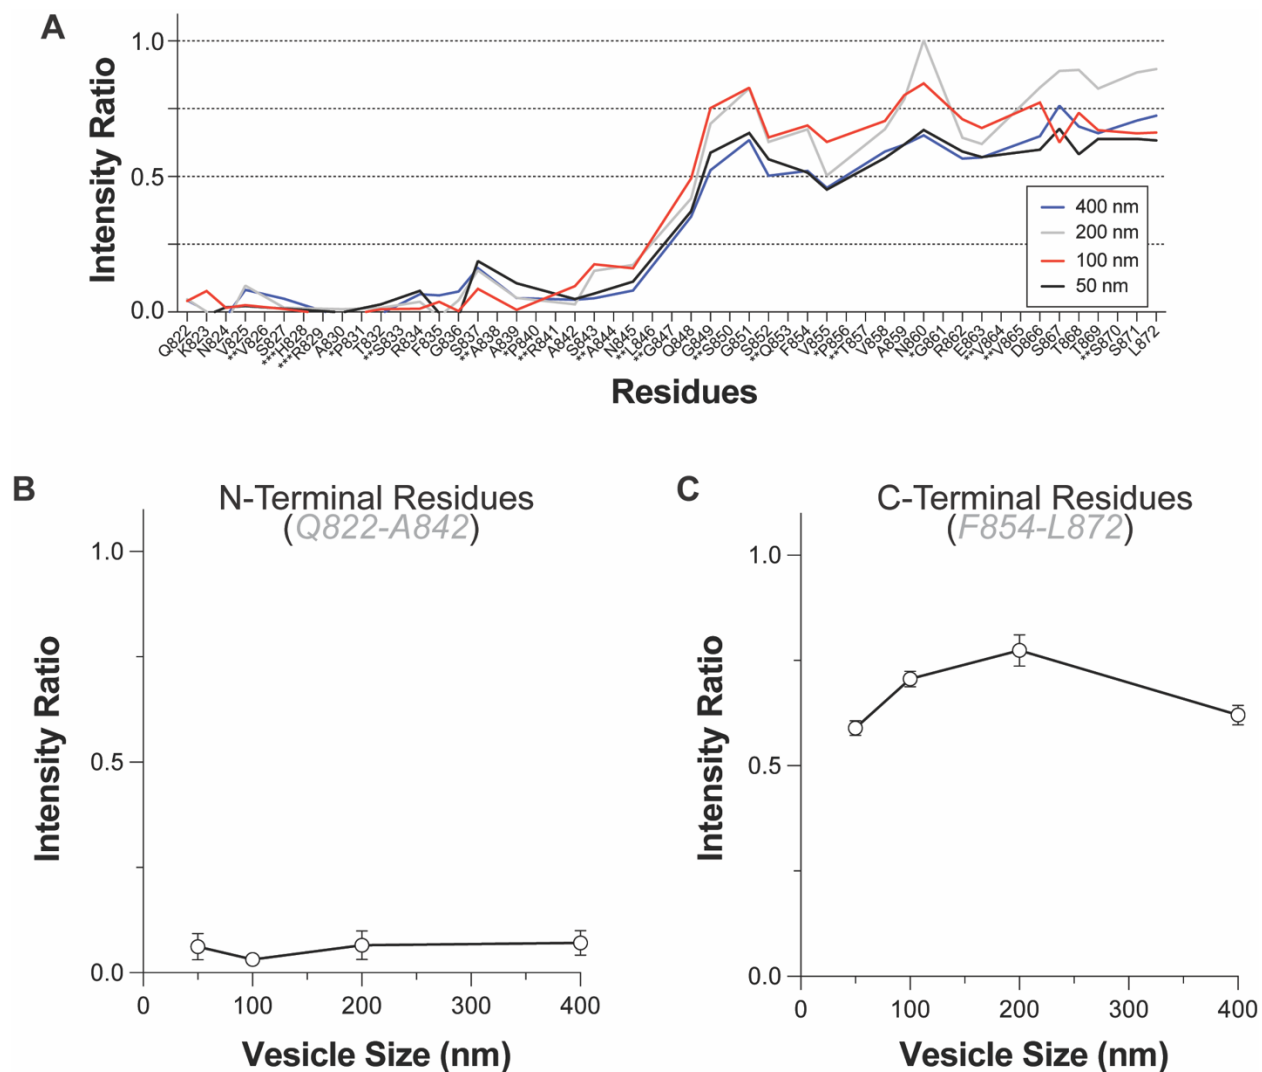 A
Intensity Ratio
1.0
0.5
0.0
400 nm
200 nm
100 nm
50 nm
Q822
K823
N824
V825
**V826
S827
***H828
***R829
A830
*P831
T832
**S833
R834
F835
G836
S837
**A838
A839
*P840
**R841
A842
S843
**A844
N845
**L846
**G847
Q848
G849
**S850
G851
S852
**Q853
F854
V855
*P856
**T857
V858
A859
N860
*G861
R862
E863
**V864
**V865
D866
S867
T868
T869
**S870
S871
L872
Residues
B
N-Terminal Residues
(Q822-A842)
Intensity Ratio
1.0
0.5
0.0
0 100 200 300 400
Vesicle Size (nm)
C
C-Terminal Residues
(F854-L872)
Intensity Ratio
1.0
0.5
0.0
0 100 200 300 400
Vesicle Size (nm)